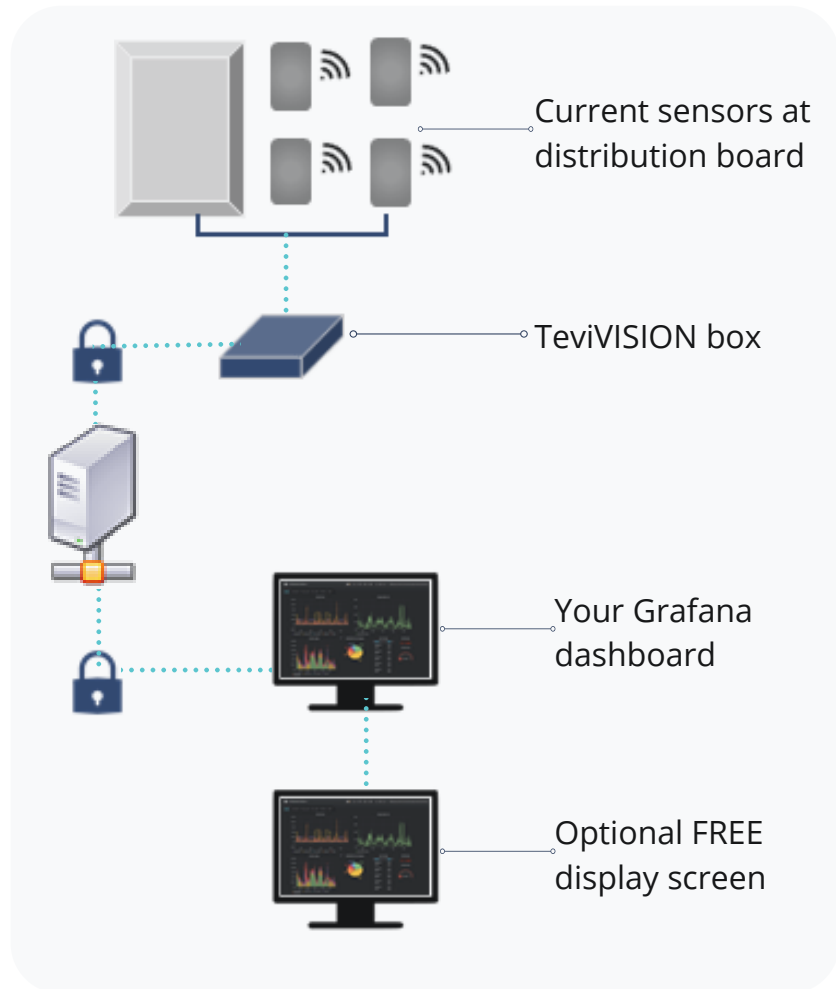 Current sensors at
distribution board
TeviVISION box
Your Grafana
dashboard
Optional FREE
display screen